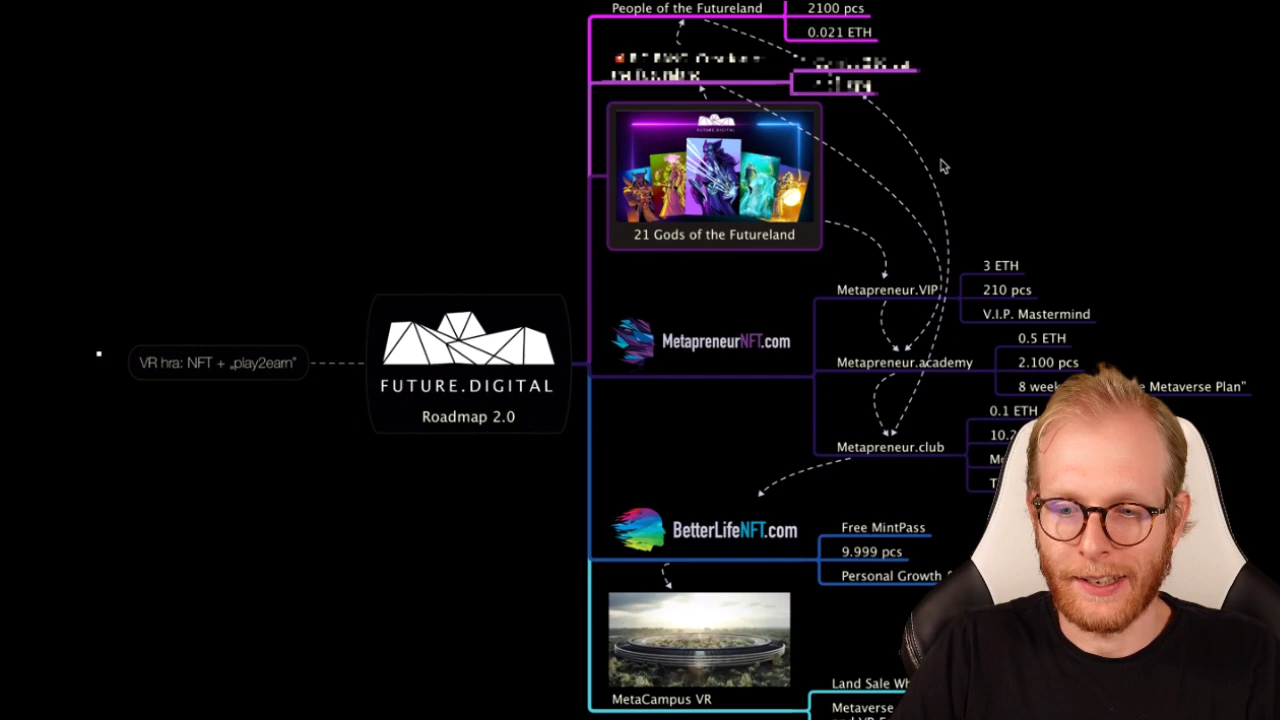 People of the Futureland
2100 pcs
0.021 ETH
FUTURE.DIGITAL
21 Gods of the Futureland
VR hra: NFT + „play2earn“
FUTURE.DIGITAL
Roadmap 2.0
MetapreneurNFT.com
Metapreneur.VIP
3 ETH
210 pcs
V.I.P. Mastermind
Metapreneur.academy
0.5 ETH
2.100 pcs
8 week Metaverse Plan”
Metapreneur.club
0.1 ETH
10.2
BetterLifeNFT.com
Free MintPass
9.999 pcs
Personal Growth
MetaCampus VR
Land Sale
Metaverse